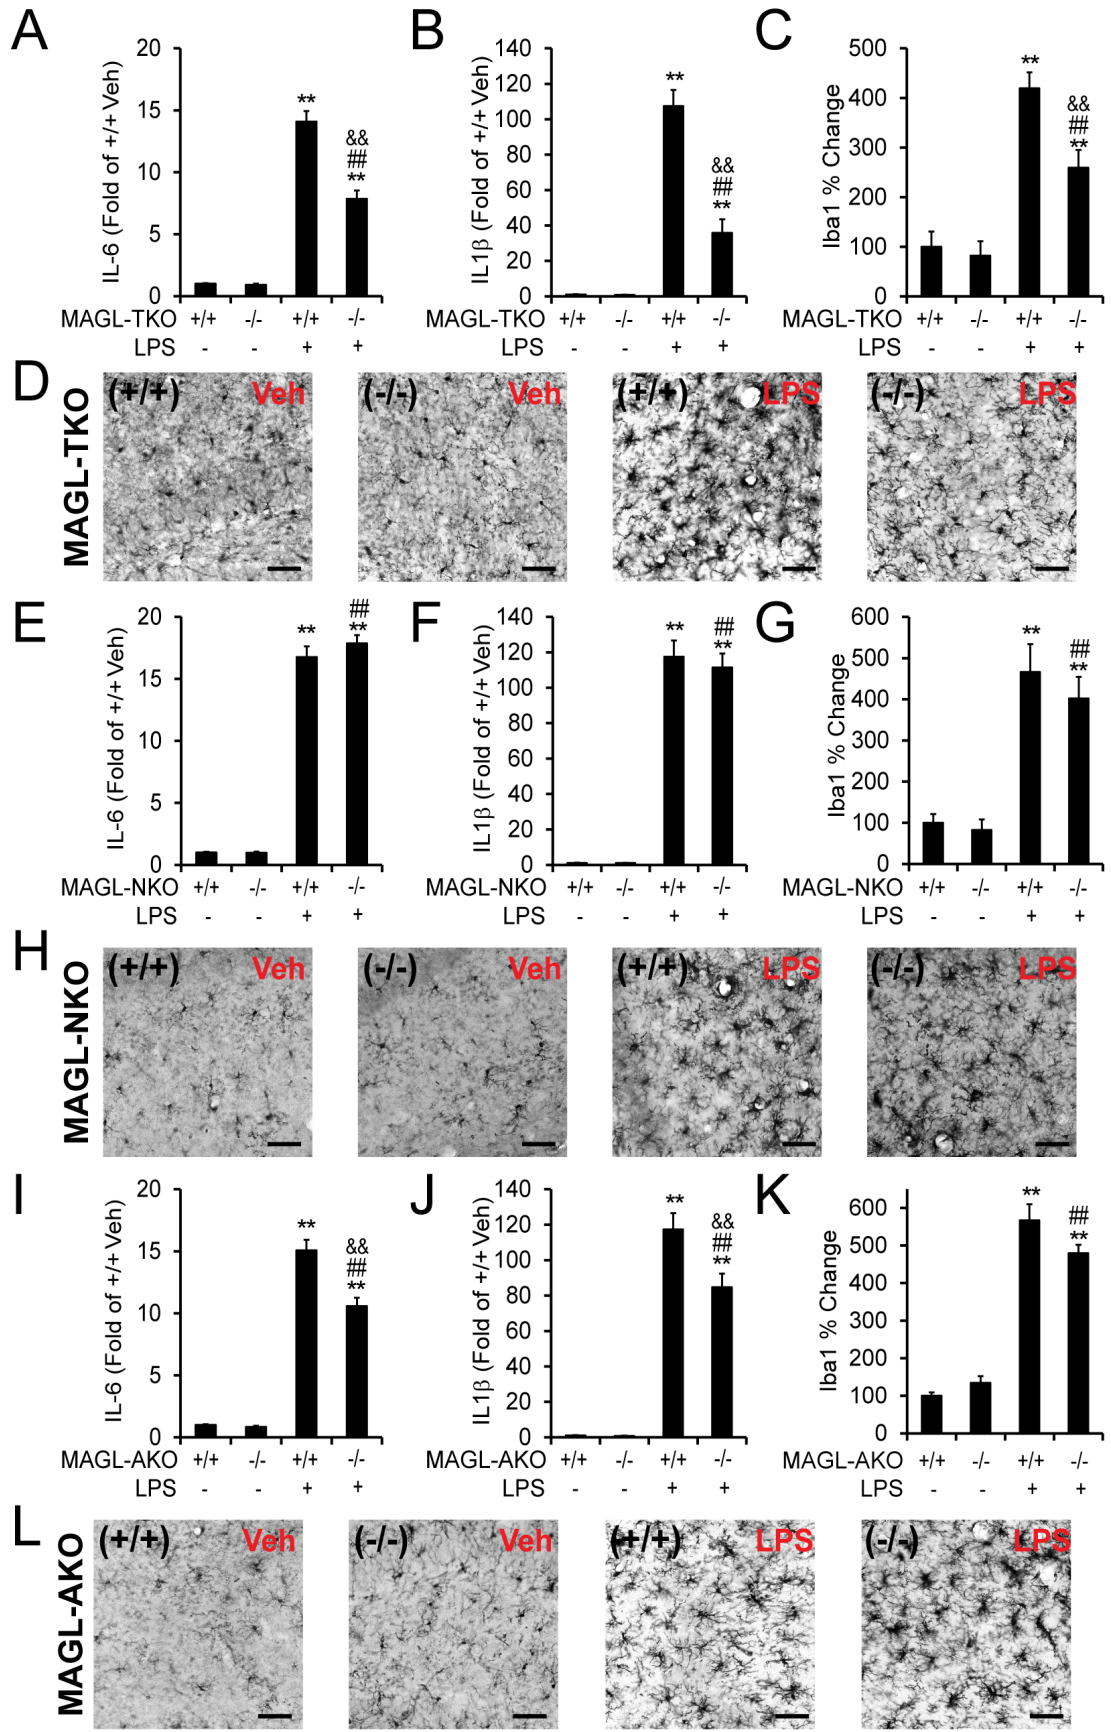 A
B
C
IL-6 (Fold of +/+ Veh)
20
15
10
5
0
**
&&
##
**
MAGL-TKO +/+ -/- +/+ -/-
LPS - - + +
IL1β (Fold of +/+ Veh)
140
120
100
80
60
40
20
0
**
&&
##
**
MAGL-TKO +/+ -/- +/+ -/-
LPS - - + +
Iba1 % Change
500
400
300
200
100
0
**
&&
##
**
MAGL-TKO +/+ -/- +/+ -/-
LPS - - + +
D
MAGL-TKO
(+/+) Veh
(-/-) Veh
(+/+) LPS
(-/-) LPS
E
F
G
IL-6 (Fold of +/+ Veh)
20
15
10
5
0
**
##
**
MAGL-NKO +/+ -/- +/+ -/-
LPS - - + +
IL1β (Fold of +/+ Veh)
140
120
100
80
60
40
20
0
**
##
**
MAGL-NKO +/+ -/- +/+ -/-
LPS - - + +
Iba1 % Change
600
500
400
300
200
100
0
**
##
**
MAGL-NKO +/+ -/- +/+ -/-
LPS - - + +
H
MAGL-NKO
(+/+) Veh
(-/-) Veh
(+/+) LPS
(-/-) LPS
I
J
K
IL-6 (Fold of +/+ Veh)
20
15
10
5
0
**
&&
##
**
MAGL-AKO +/+ -/- +/+ -/-
LPS - - + +
IL1β (Fold of +/+ Veh)
140
120
100
80
60
40
20
0
**
&&
##
**
MAGL-AKO +/+ -/- +/+ -/-
LPS - - + +
Iba1 % Change
600
500
400
300
200
100
0
**
##
**
MAGL-AKO +/+ -/- +/+ -/-
LPS - - + +
L
MAGL-AKO
(+/+) Veh
(-/-) Veh
(+/+) LPS
(-/-) LPS